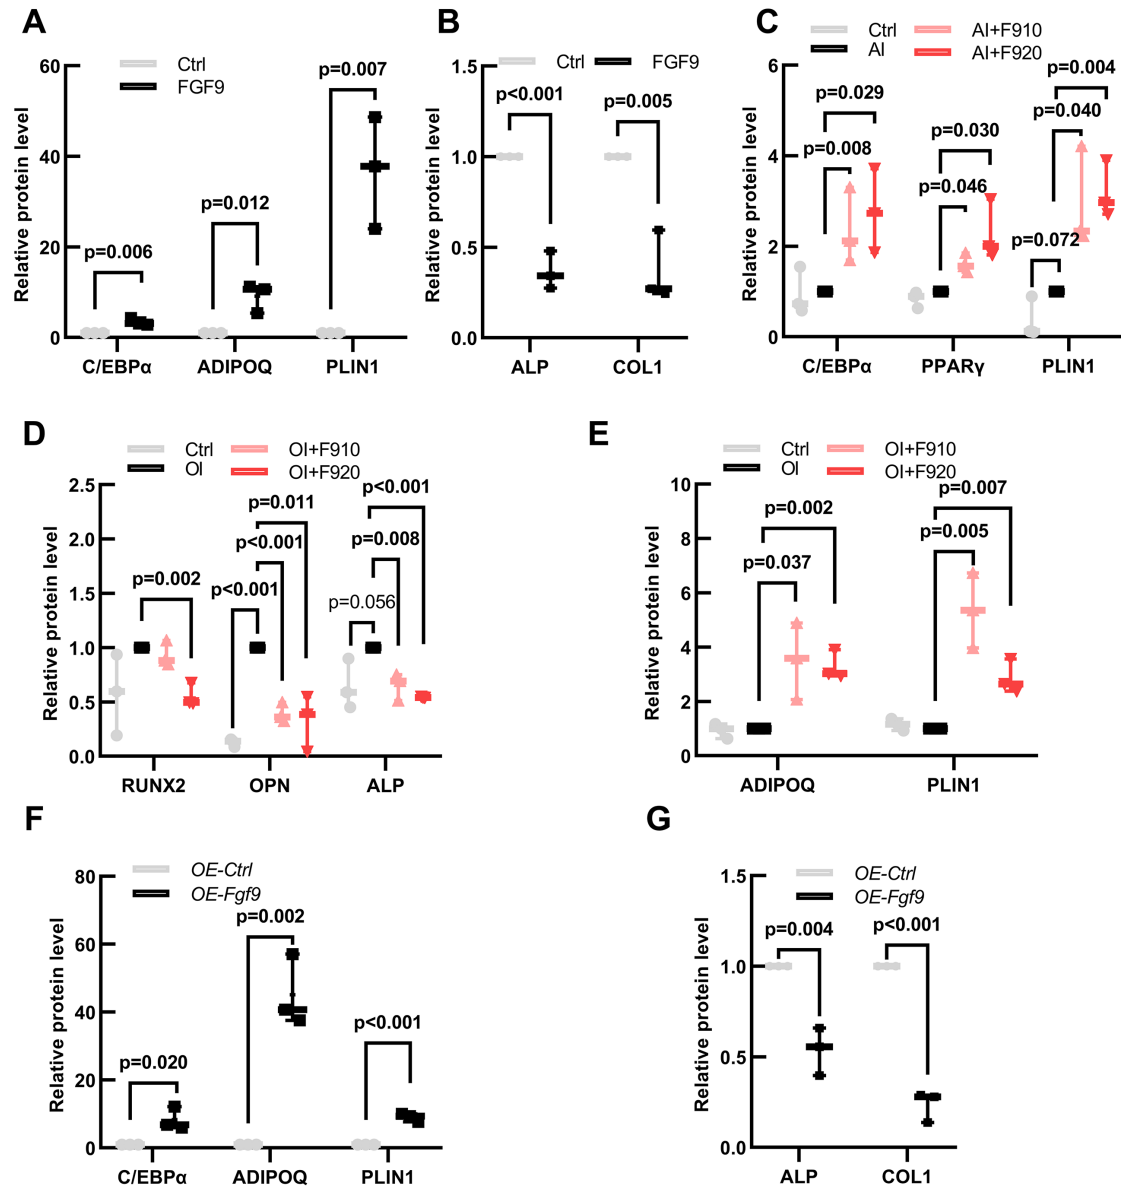 A
Ctrl
FGF9
Relative protein level
60
40
20
0
p=0.006
p=0.012
p=0.007
C/EBPα
ADIPOQ
PLIN1
B
Ctrl
FGF9
Relative protein level
1.5
1.0
0.5
0.0
p<0.001
p=0.005
ALP
COL1
C
Ctrl
AI
AI+F910
AI+F920
Relative protein level
6
4
2
0
p=0.029
p=0.008
p=0.030
p=0.046
p=0.004
p=0.040
p=0.072
C/EBPα
PPARγ
PLIN1
D
Ctrl
OI
OI+F910
OI+F920
Relative protein level
2.5
2.0
1.5
1.0
0.5
0.0
p=0.002
p=0.011
p<0.001
p<0.001
p<0.001
p=0.008
p=0.056
RUNX2
OPN
ALP
E
Ctrl
OI
OI+F910
OI+F920
Relative protein level
10
8
6
4
2
0
p=0.002
p=0.037
p=0.007
p=0.005
ADIPOQ
PLIN1
F
OE-Ctrl
OE-Fgf9
Relative protein level
80
60
40
20
0
p=0.020
p=0.002
p<0.001
C/EBPα
ADIPOQ
PLIN1
G
OE-Ctrl
OE-Fgf9
Relative protein level
1.5
1.0
0.5
0.0
p=0.004
p<0.001
ALP
COL1